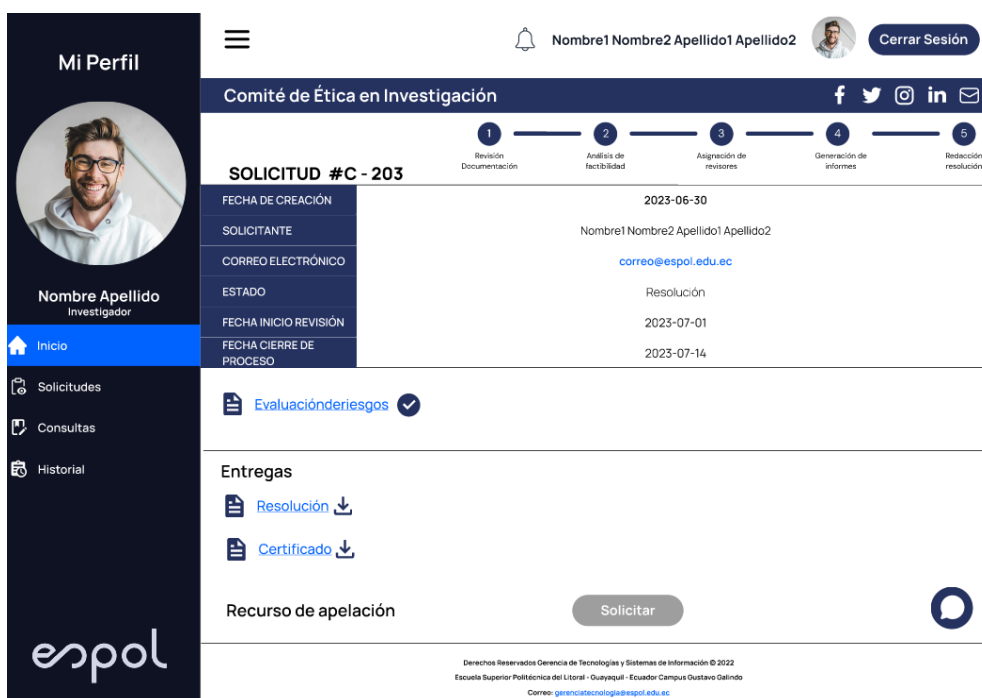 Mi Perfil
Nombre Apellido
Investigador
Inicio
Solicitudes
Consultas
Historial
espol
Nombre1 Nombre2 Apellido1 Apellido2
Cerrar Sesión
Comité de Ética en Investigación
1
2
3
4
5
Revisión
Documentación
Análisis de
factibilidad
Asignación de
revisores
Generación de
informes
Redacción
resolución
SOLICITUD #C - 203
FECHA DE CREACIÓN 2023-06-30
SOLICITANTE Nombre1 Nombre2 Apellido1 Apellido2
CORREO ELECTRÓNICO correo@espol.edu.ec
ESTADO Resolución
FECHA INICIO REVISIÓN 2023-07-01
FECHA CIERRE DE
PROCESO 2023-07-14
Evaluaciónderiesgos
Entregas
Resolución
Certificado
Recurso de apelación
Solicitar
Derechos Reservados Gerencia de Tecnologías y Sistemas de Información © 2022
Escuela Superior Politécnica del Litoral - Guayaquil - Ecuador Campus Gustavo Galindo
Correo: gerenciatecnologia@espol.edu.ec